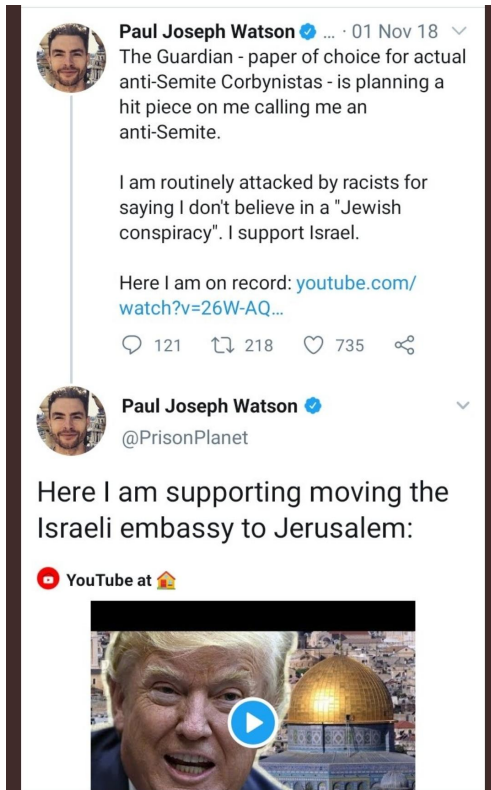 Paul Joseph Watson ... · 01 Nov 18
The Guardian - paper of choice for actual
anti-Semite Corbynistas - is planning a
hit piece on me calling me an
anti-Semite.
I am routinely attacked by racists for
saying I don't believe in a "Jewish
conspiracy". I support Israel.
Here I am on record: youtube.com/
watch?v=26W-AQ...
121 218 735
Paul Joseph Watson
@PrisonPlanet
Here I am supporting moving the
Israeli embassy to Jerusalem:
YouTube at